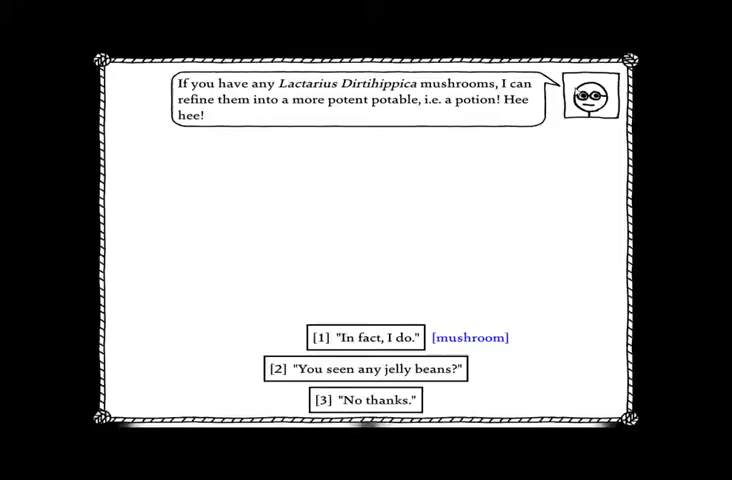 If you have any Lactarius Dirtihippica mushrooms, I can
refine them into a more potent potable, i.e. a potion! Hee
hee!
[1] "In fact, I do." [mushroom]
[2] "You seen any jelly beans?"
[3] "No thanks."